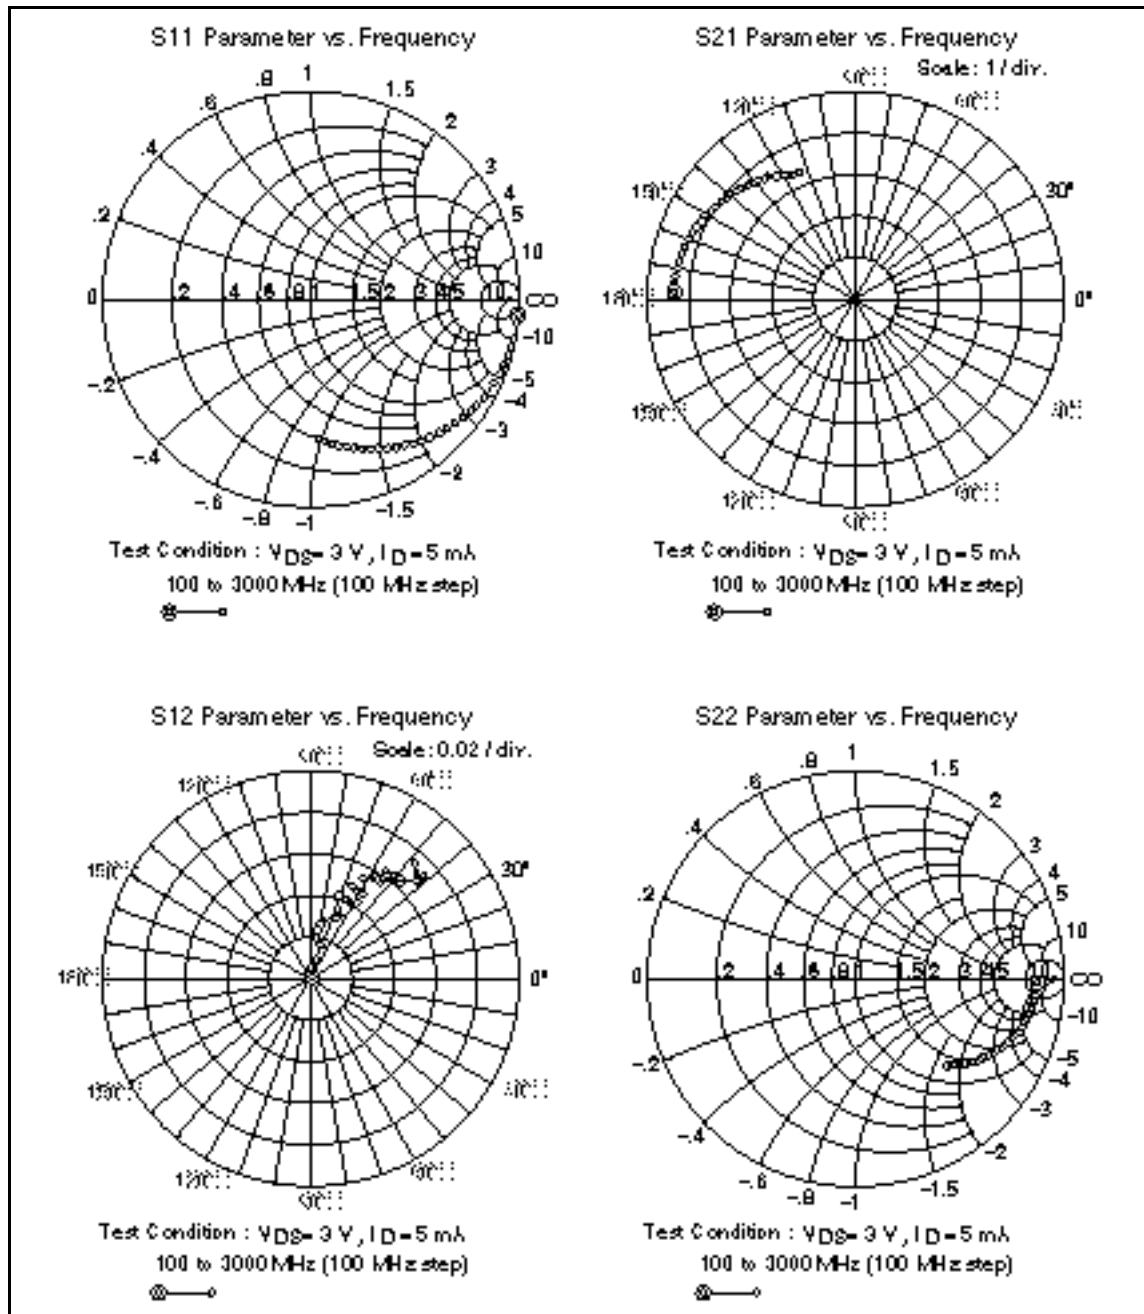 S11 Parameter vs. Frequency
.8 1 1.5
.6 2
.4 3
4
.2 5
10
0 .2 .4 .6 .8 1 1.5 2 3 4 5 10 ∞
-10
-.2 -5
-4
-.4 -3
-.6 -2
-.8 -1 -1.5
Test Condition : VDS = 3 V, ID = 5 mA
100 to 3000 MHz (100 MHz step)
S21 Parameter vs. Frequency
Scale: 1 / div.
30°
0°
Test Condition : VDS = 3 V, ID = 5 mA
100 to 3000 MHz (100 MHz step)
S12 Parameter vs. Frequency
Scale: 0.02 / div.
30°
0°
Test Condition : VDS = 3 V, ID = 5 mA
100 to 3000 MHz (100 MHz step)
S22 Parameter vs. Frequency
.8 1 1.5
.6 2
.4 3
4
.2 5
10
0 .2 .4 .6 .8 1 1.5 2 3 4 5 10 ∞
-10
-.2 -5
-4
-.4 -3
-.6 -2
-.8 -1 -1.5
Test Condition : VDS = 3 V, ID = 5 mA
100 to 3000 MHz (100 MHz step)